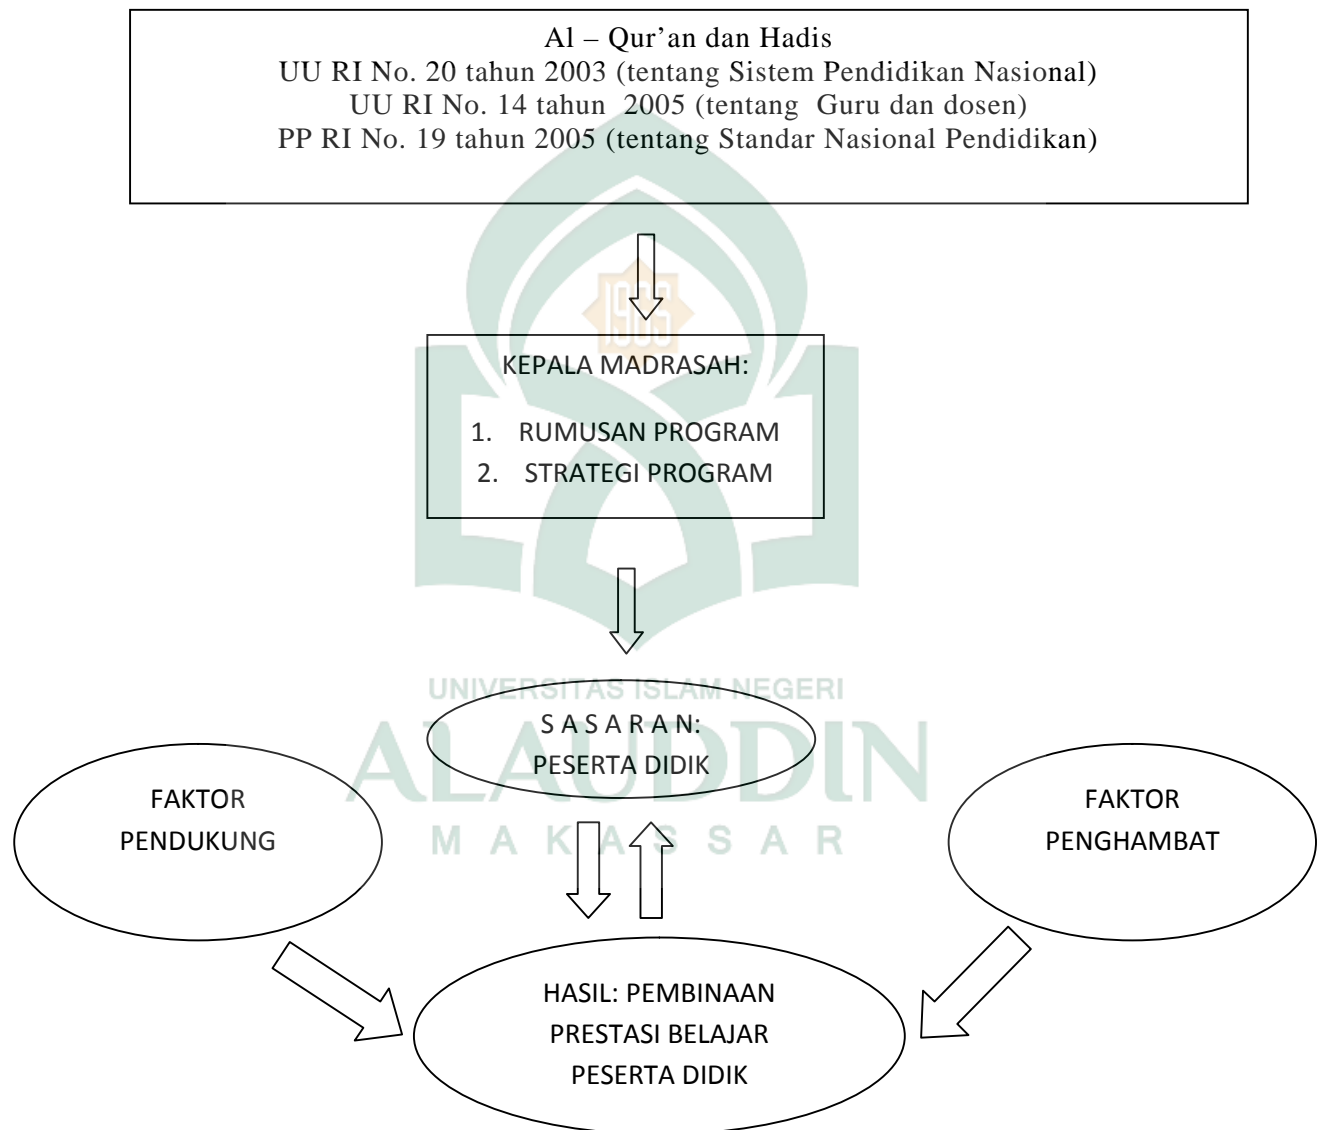 Al – Qur'an dan Hadis
UU RI No. 20 tahun 2003 (tentang Sistem Pendidikan Nasional)
UU RI No. 14 tahun 2005 (tentang Guru dan dosen)
PP RI No. 19 tahun 2005 (tentang Standar Nasional Pendidikan)
1965
KEPALA MADRASAH:
1. RUMUSAN PROGRAM
2. STRATEGI PROGRAM
UNIVERSITAS ISLAM NEGERI
ALAUDDIN
MAKASSAR
S A S A R A N:
PESERTA DIDIK
FAKTOR
PENDUKUNG
FAKTOR
PENGHAMBAT
HASIL: PEMBINAAN
PRESTASI BELAJAR
PESERTA DIDIK